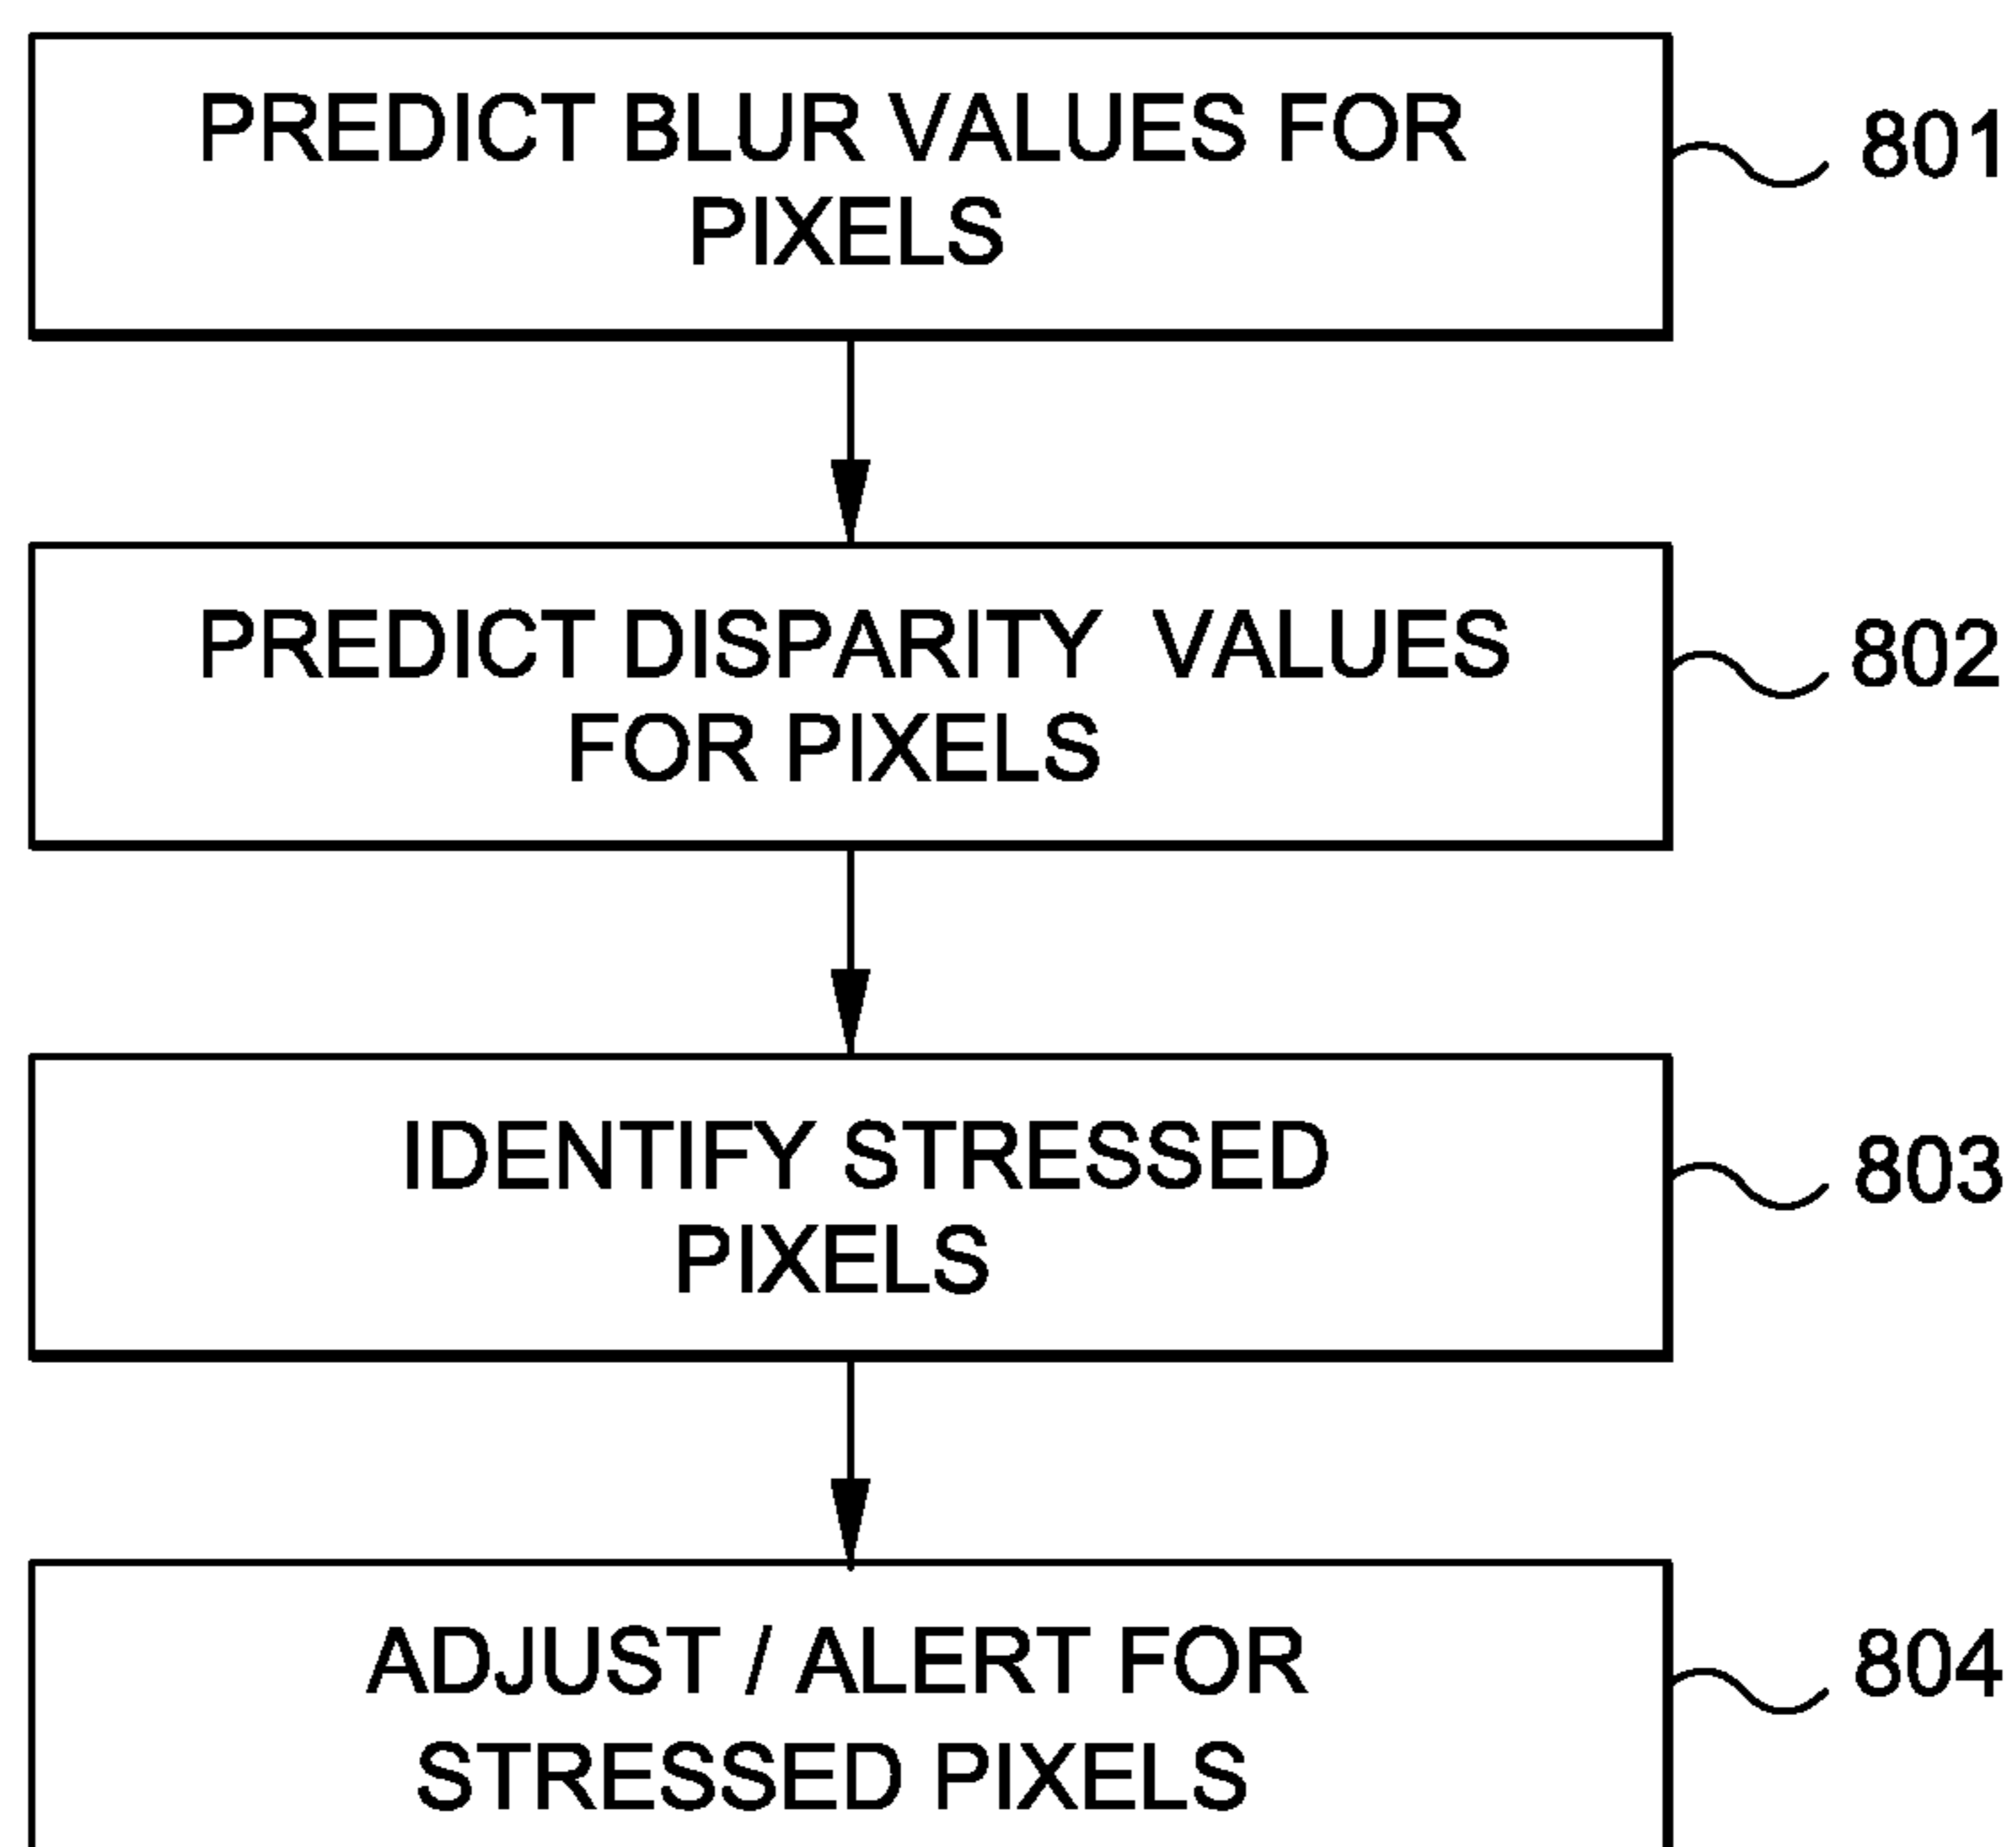 PREDICT BLUR VALUES FOR
PIXELS
801
PREDICT DISPARITY VALUES
FOR PIXELS
802
IDENTIFY STRESSED
PIXELS
803
ADJUST / ALERT FOR
STRESSED PIXELS
804